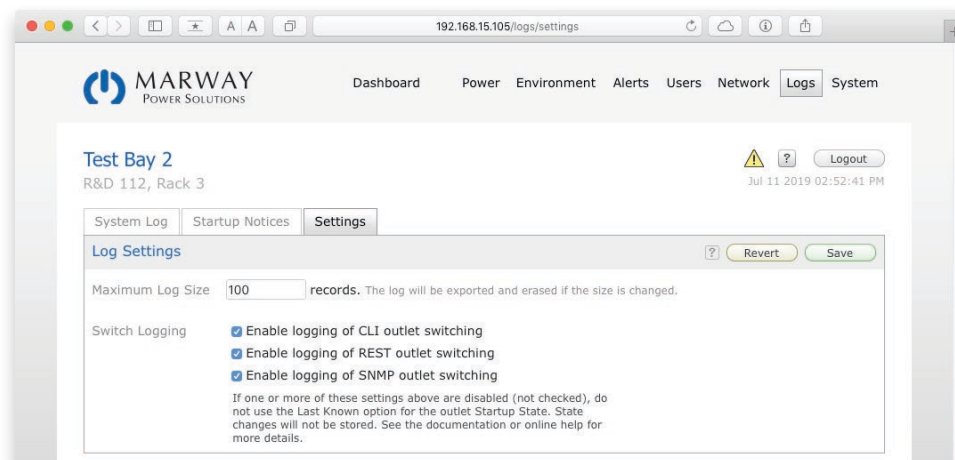 192.168.15.105/logs/settings
A A
MARWAY
POWER SOLUTIONS
Dashboard Power Environment Alerts Users Network Logs System
Test Bay 2
? Logout
R&D 112, Rack 3
Jul 11 2019 02:52:41 PM
System Log Startup Notices Settings
Log Settings ? Revert Save
Maximum Log Size 100 records. The log will be exported and erased if the size is changed.
Switch Logging Enable logging of CLI outlet switching
Enable logging of REST outlet switching
Enable logging of SNMP outlet switching
If one or more of these settings above are disabled (not checked), do
not use the Last Known option for the outlet Startup State. State
changes will not be stored. See the documentation or online help for
more details.